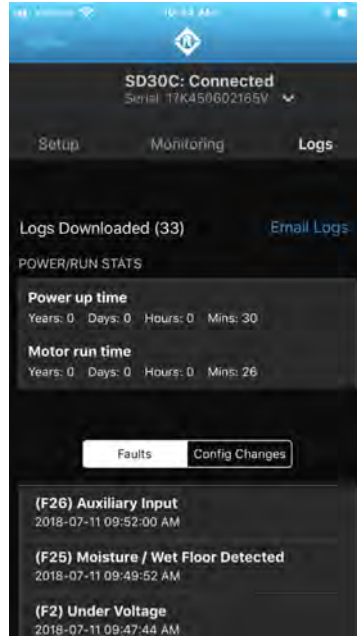 SD30C: Connected
Serial: 17K450602165V
Setup
Monitoring
Logs
Logs Downloaded (33)
Email Logs
POWER/RUN STATS
Power up time
Years: 0 Days: 0 Hours: 0 Mins: 30
Motor run time
Years: 0 Days: 0 Hours: 0 Mins: 26
Faults
Config Changes
(F26) Auxiliary Input
2018-07-11 09:52:00 AM
(F25) Moisture / Wet Floor Detected
2018-07-11 09:49:52 AM
(F2) Under Voltage
2018-07-11 09:47:44 AM